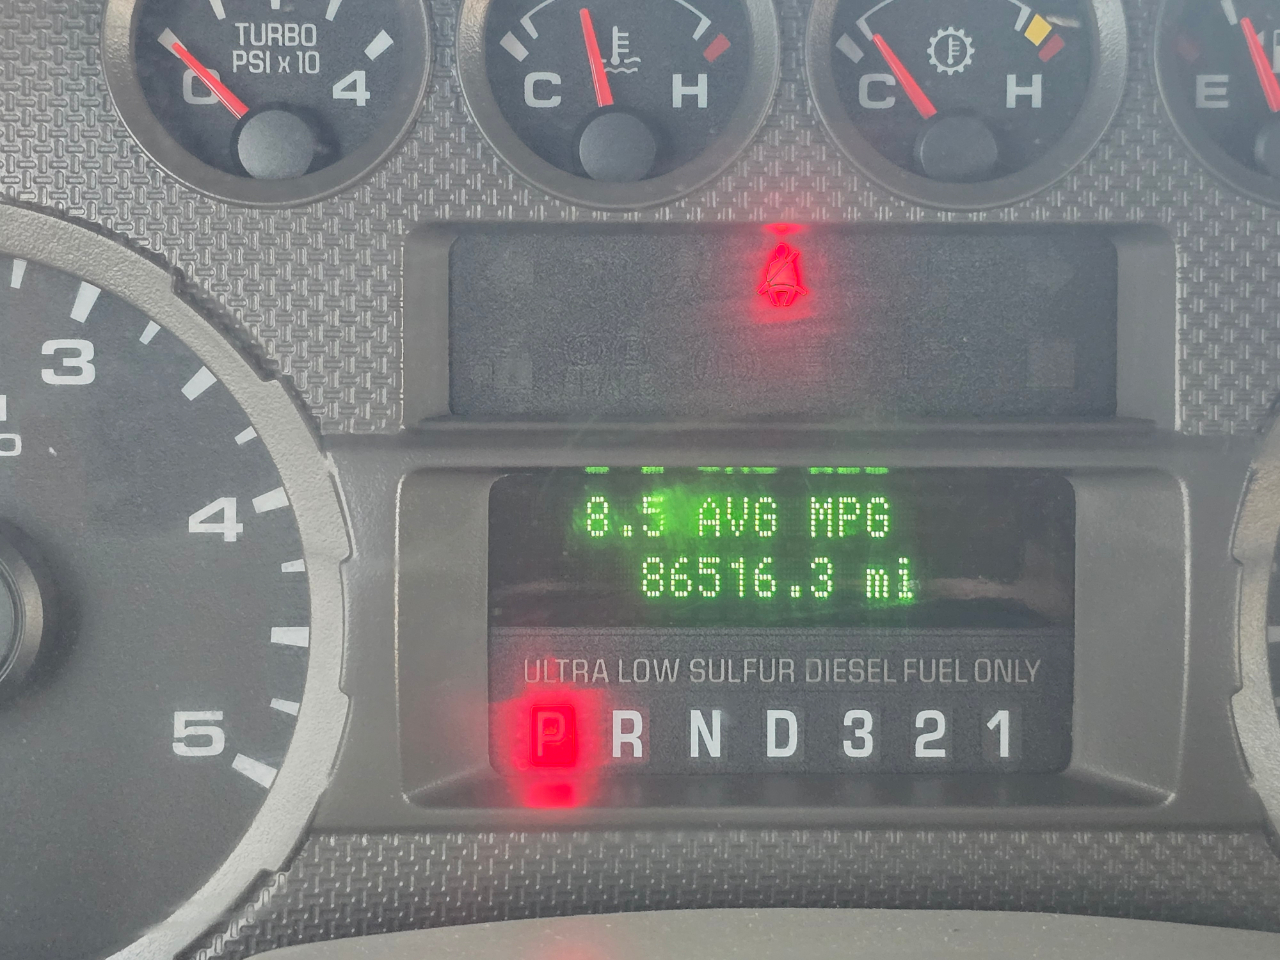 TURBO
PSI x 10
0 4
C H
C H
E
3
4
5
8.5 AVG MPG
86516.3 mi
ULTRA LOW SULFUR DIESEL FUEL ONLY
P R N D 3 2 1